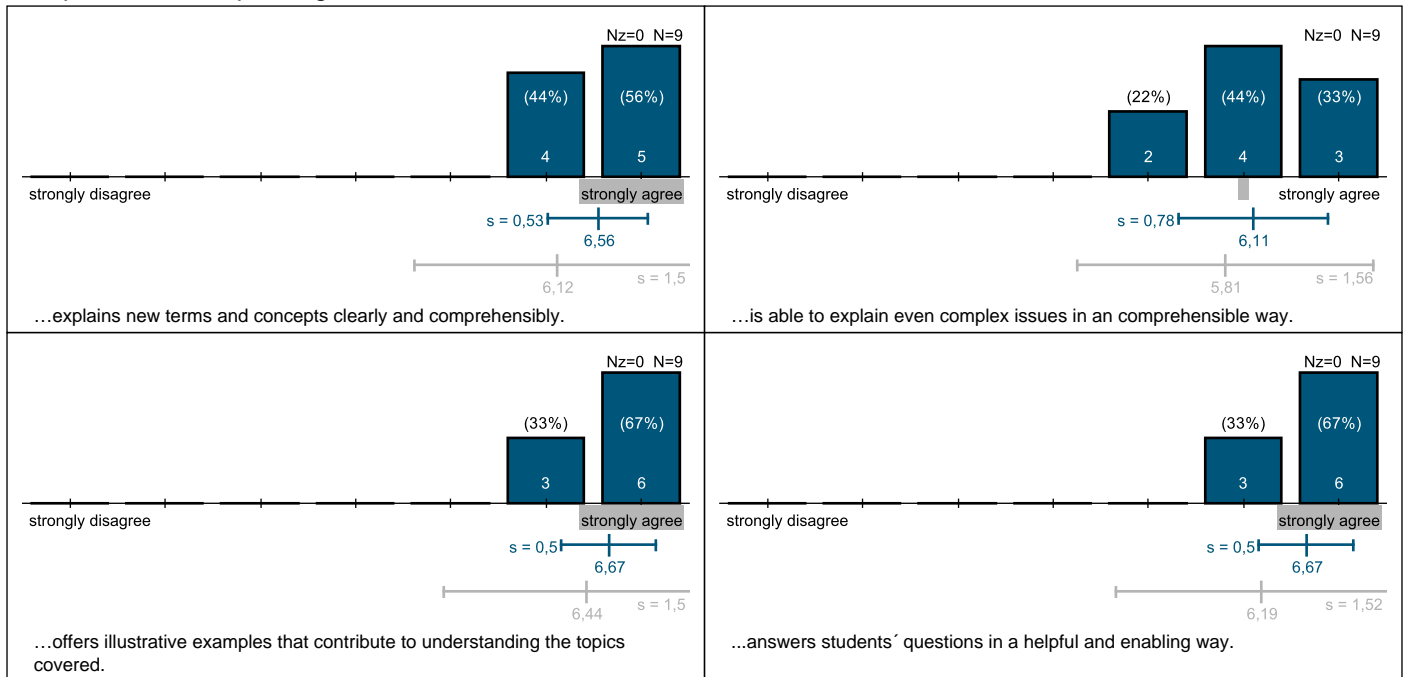 Nz=0 N=9
(44%) (56%)
4 5
strongly disagree strongly agree
s = 0,53
6,56
6,12
s = 1,5
…explains new terms and concepts clearly and comprehensibly.
Nz=0 N=9
(22%) (44%) (33%)
2 4 3
strongly disagree strongly agree
s = 0,78
6,11
5,81
s = 1,56
…is able to explain even complex issues in an comprehensible way.
Nz=0 N=9
(33%) (67%)
3 6
strongly disagree strongly agree
s = 0,5
6,67
6,44
s = 1,5
…offers illustrative examples that contribute to understanding the topics
covered.
Nz=0 N=9
(33%) (67%)
3 6
strongly disagree strongly agree
s = 0,5
6,67
6,19
s = 1,52
...answers students´ questions in a helpful and enabling way.